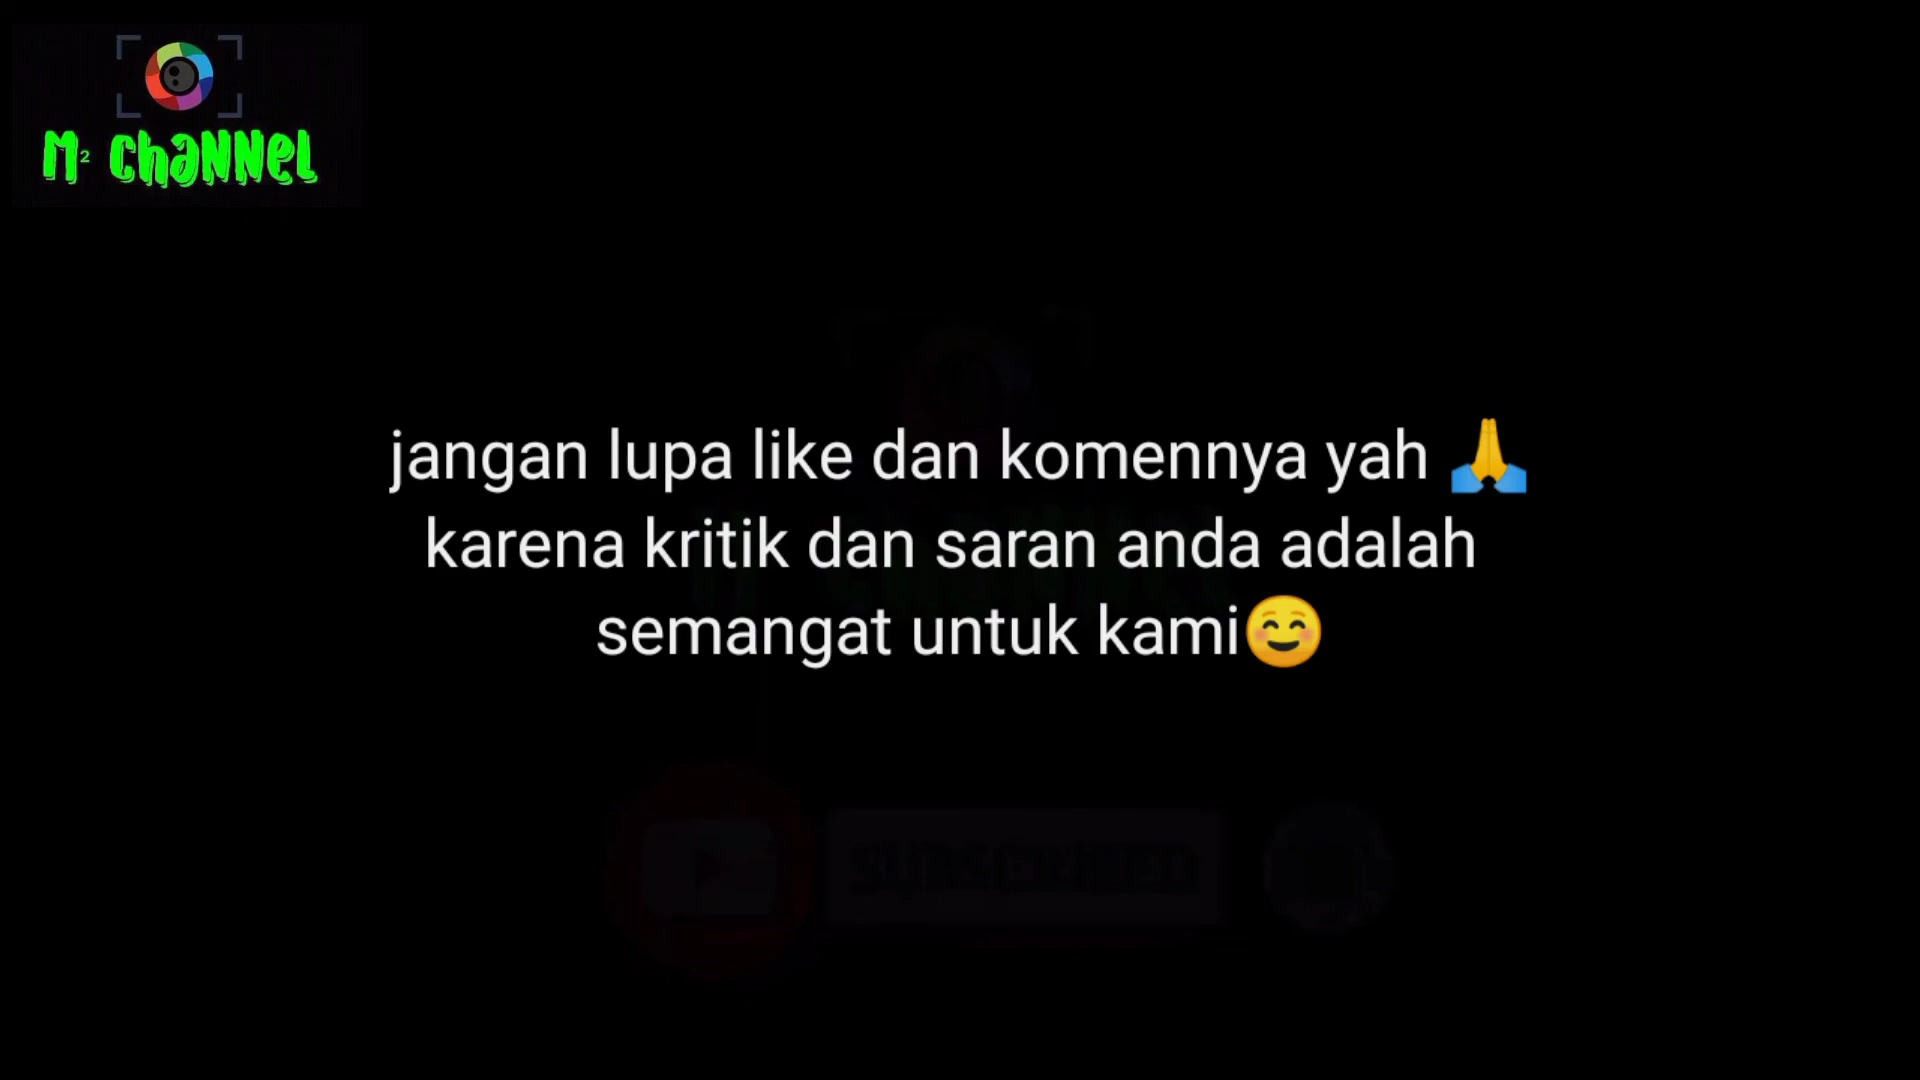 M² ChaNNeL
jangan lupa like dan komennya yah 🙏
karena kritik dan saran anda adalah
semangat untuk kami☺️